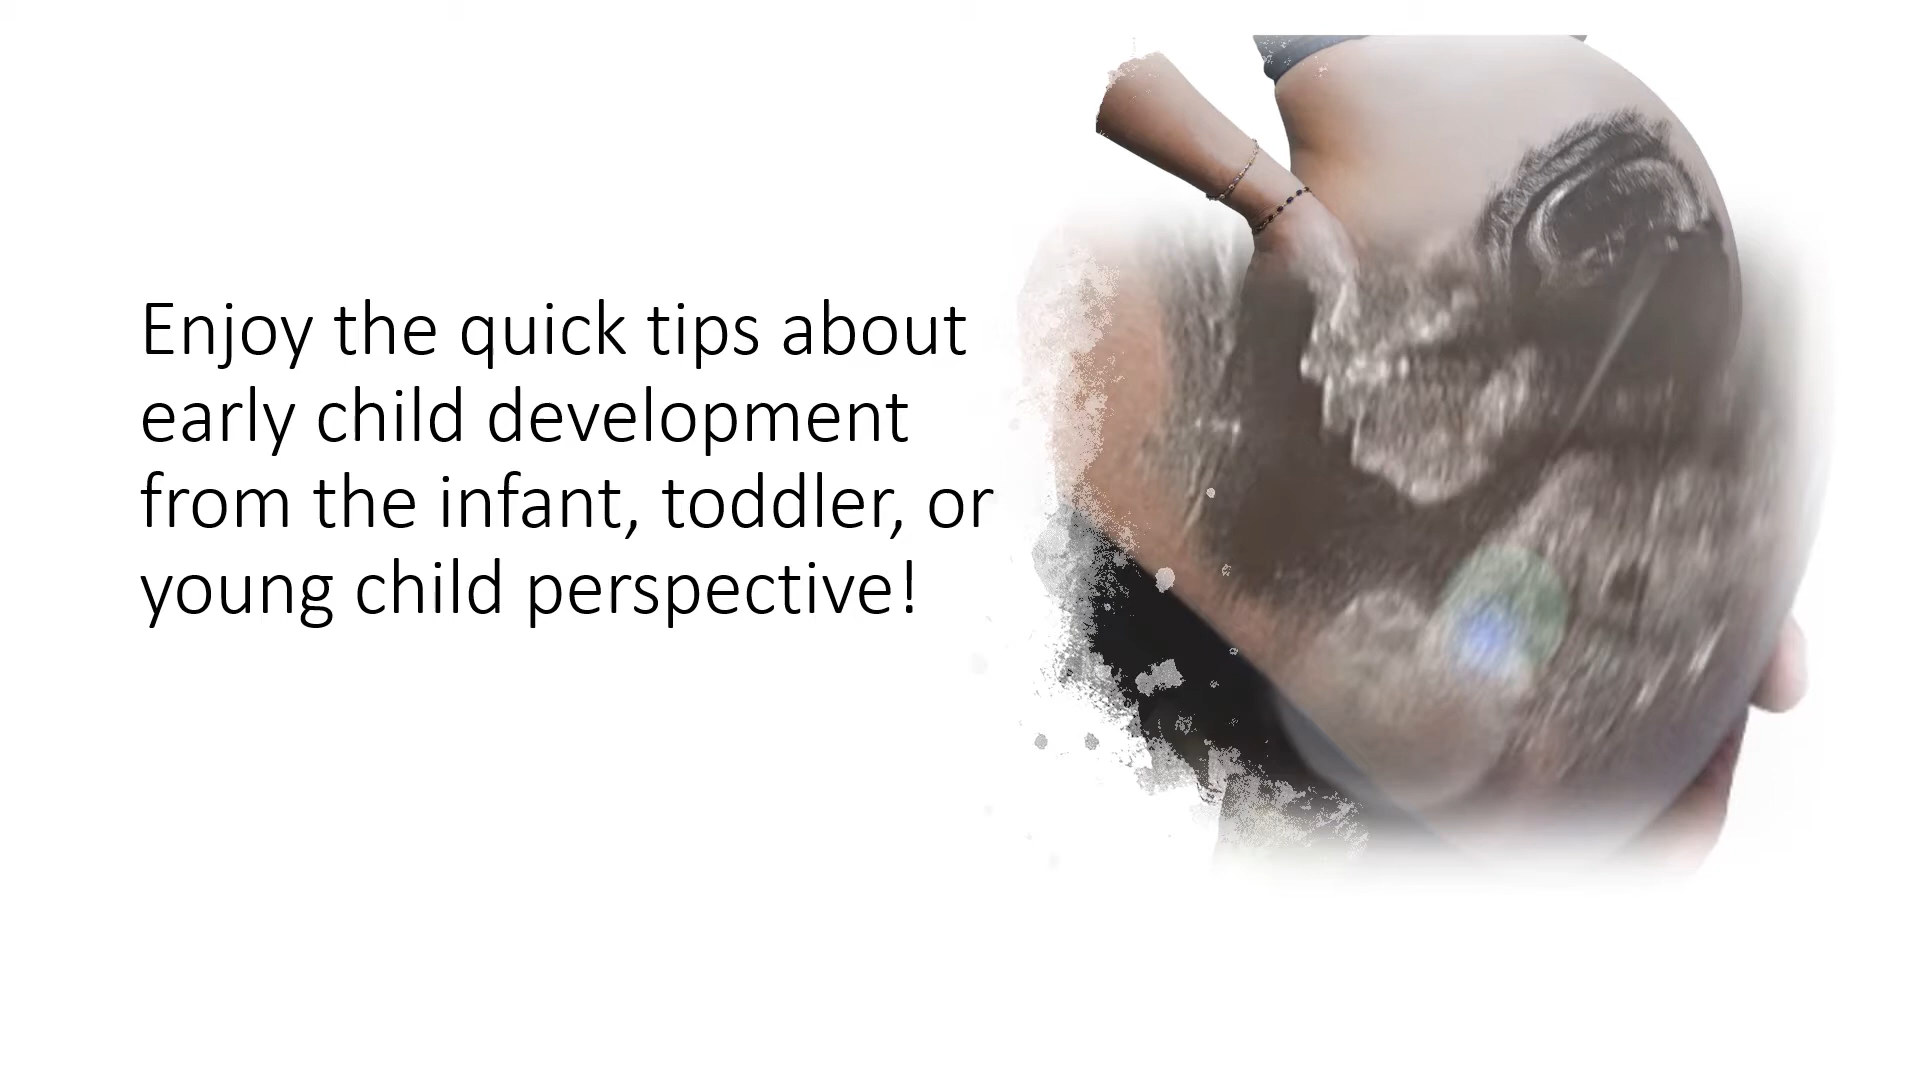 Enjoy the quick tips about
early child development
from the infant, toddler, or
young child perspective!